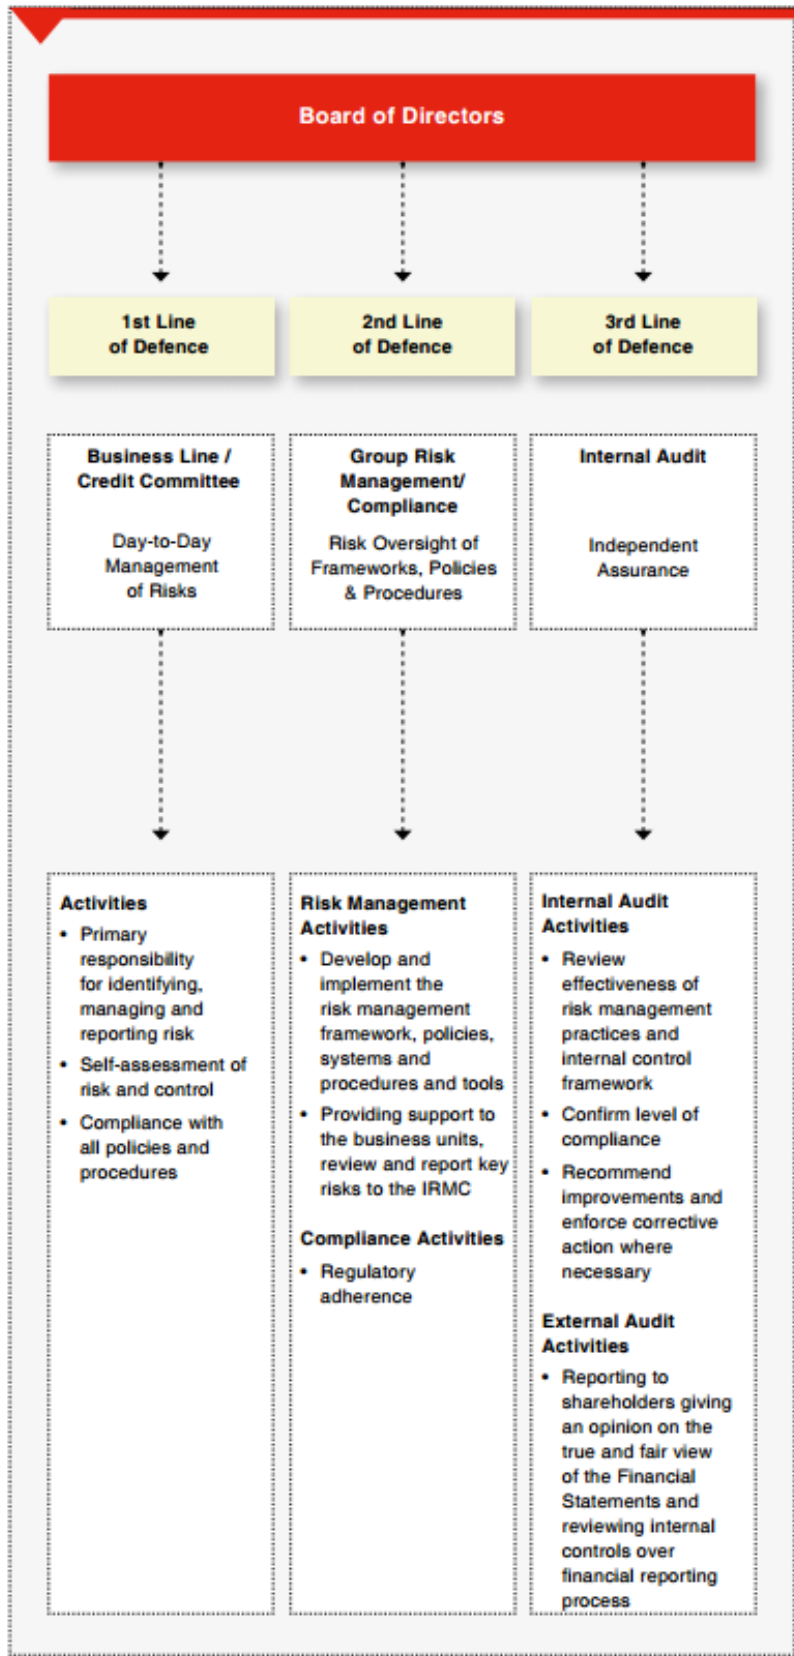 Board of Directors
1st Line
of Defence
2nd Line
of Defence
3rd Line
of Defence
Business Line /
Credit Committee
Day-to-Day
Management
of Risks
Group Risk
Management/
Compliance
Risk Oversight of
Frameworks, Policies
& Procedures
Internal Audit
Independent
Assurance
Activities
• Primary
responsibility
for identifying,
managing and
reporting risk
• Self-assessment of
risk and control
• Compliance with
all policies and
procedures
Risk Management
Activities
• Develop and
implement the
risk management
framework, policies,
systems and
procedures and tools
• Providing support to
the business units,
review and report key
risks to the IRMC
Compliance Activities
• Regulatory
adherence
Internal Audit
Activities
• Review
effectiveness of
risk management
practices and
internal control
framework
• Confirm level of
compliance
• Recommend
improvements and
enforce corrective
action where
necessary
External Audit
Activities
• Reporting to
shareholders giving
an opinion on the
true and fair view
of the Financial
Statements and
reviewing internal
controls over
financial reporting
process